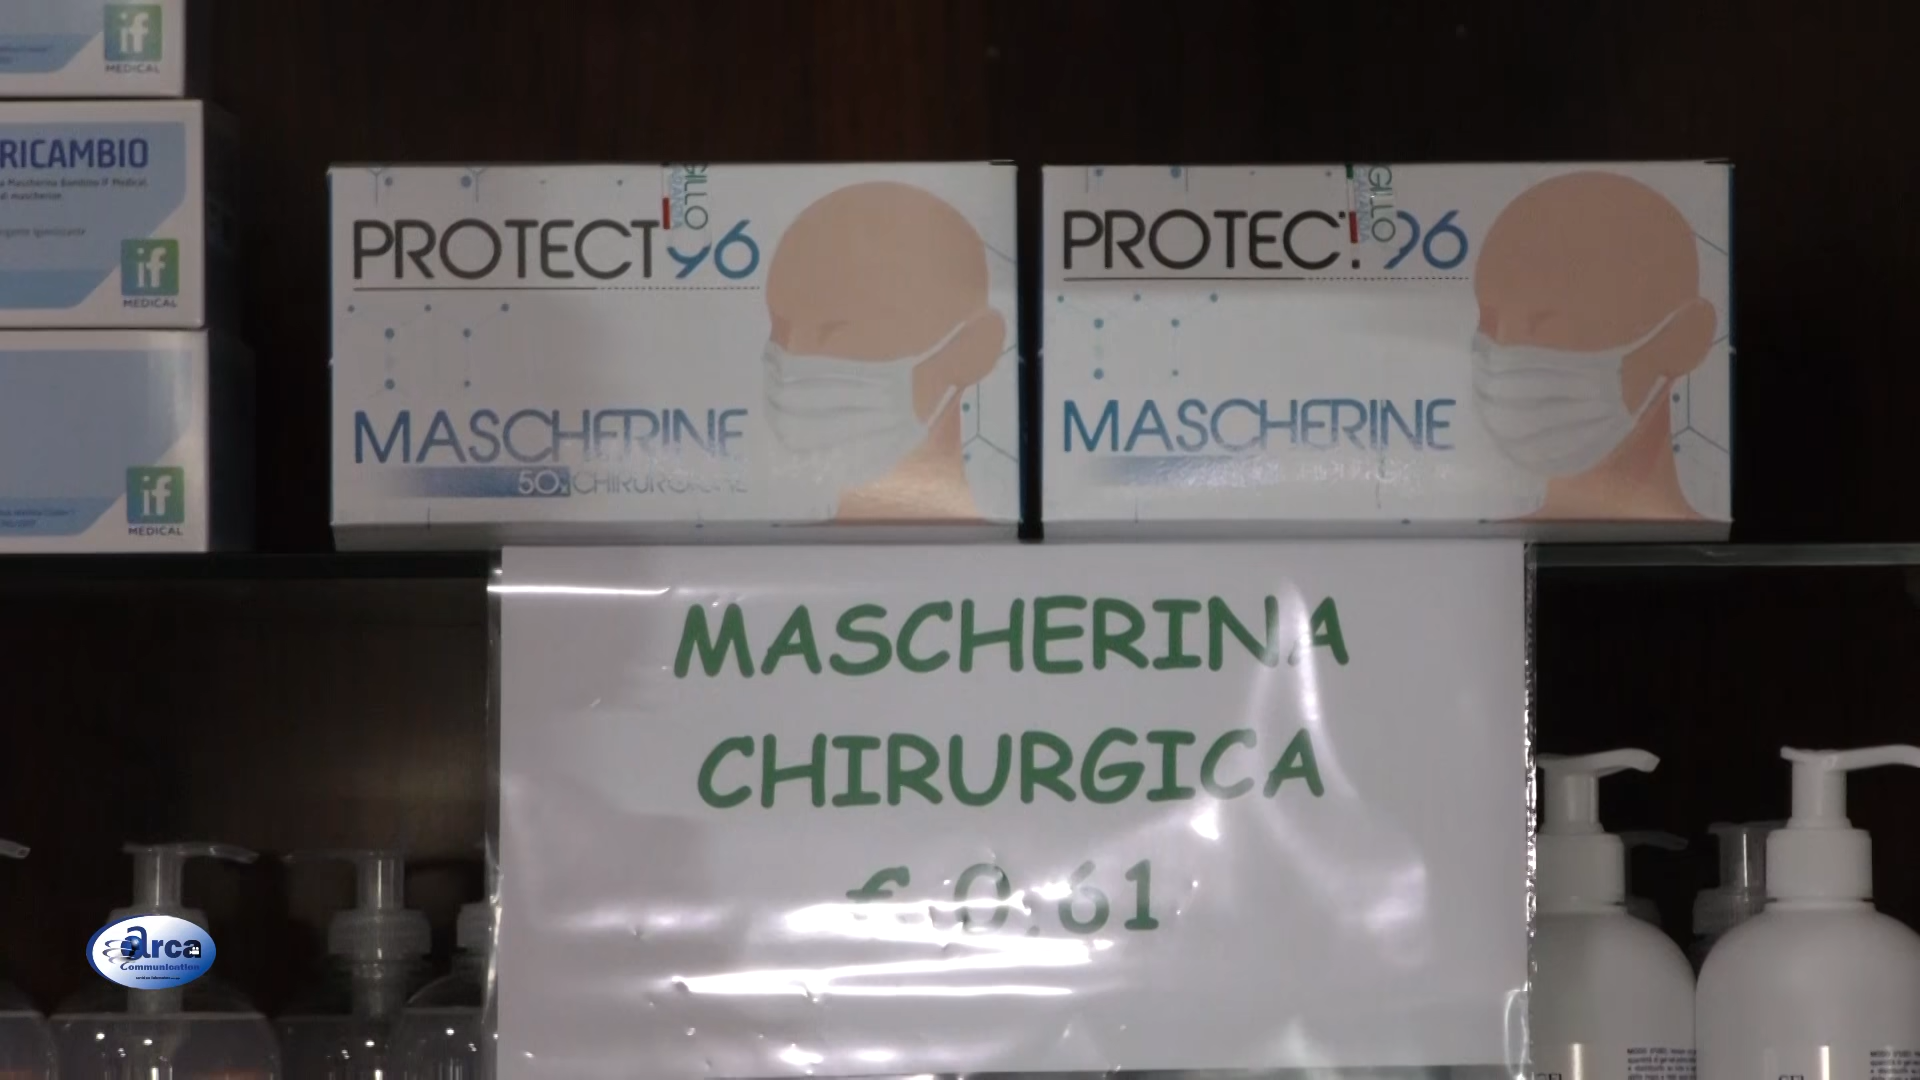 if
MEDICAL
RICAMBIO
if
MEDICAL
if
MEDICAL
PROTECT 96
MASCHERINE
50 CHIRURGICHE
PROTECT 96
MASCHERINE
MASCHERINA
CHIRURGICA
€ 0.61
arca
Communication